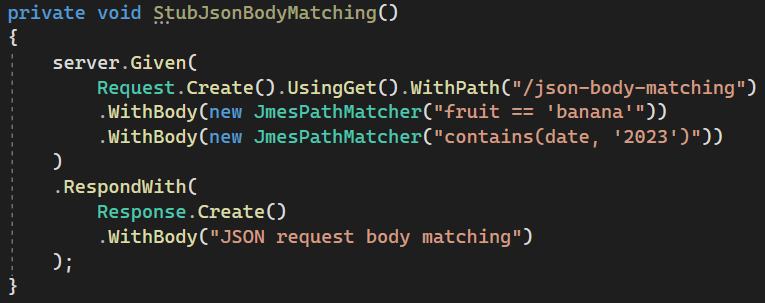 private void StubJsonBodyMatching()
{
    server.Given(
        Request.Create().UsingGet().WithPath("/json-body-matching")
        .WithBody(new JmesPathMatcher("fruit == 'banana'"))
        .WithBody(new JmesPathMatcher("contains(date, '2023')"))
    )
    .RespondWith(
        Response.Create()
        .WithBody("JSON request body matching")
    );
}